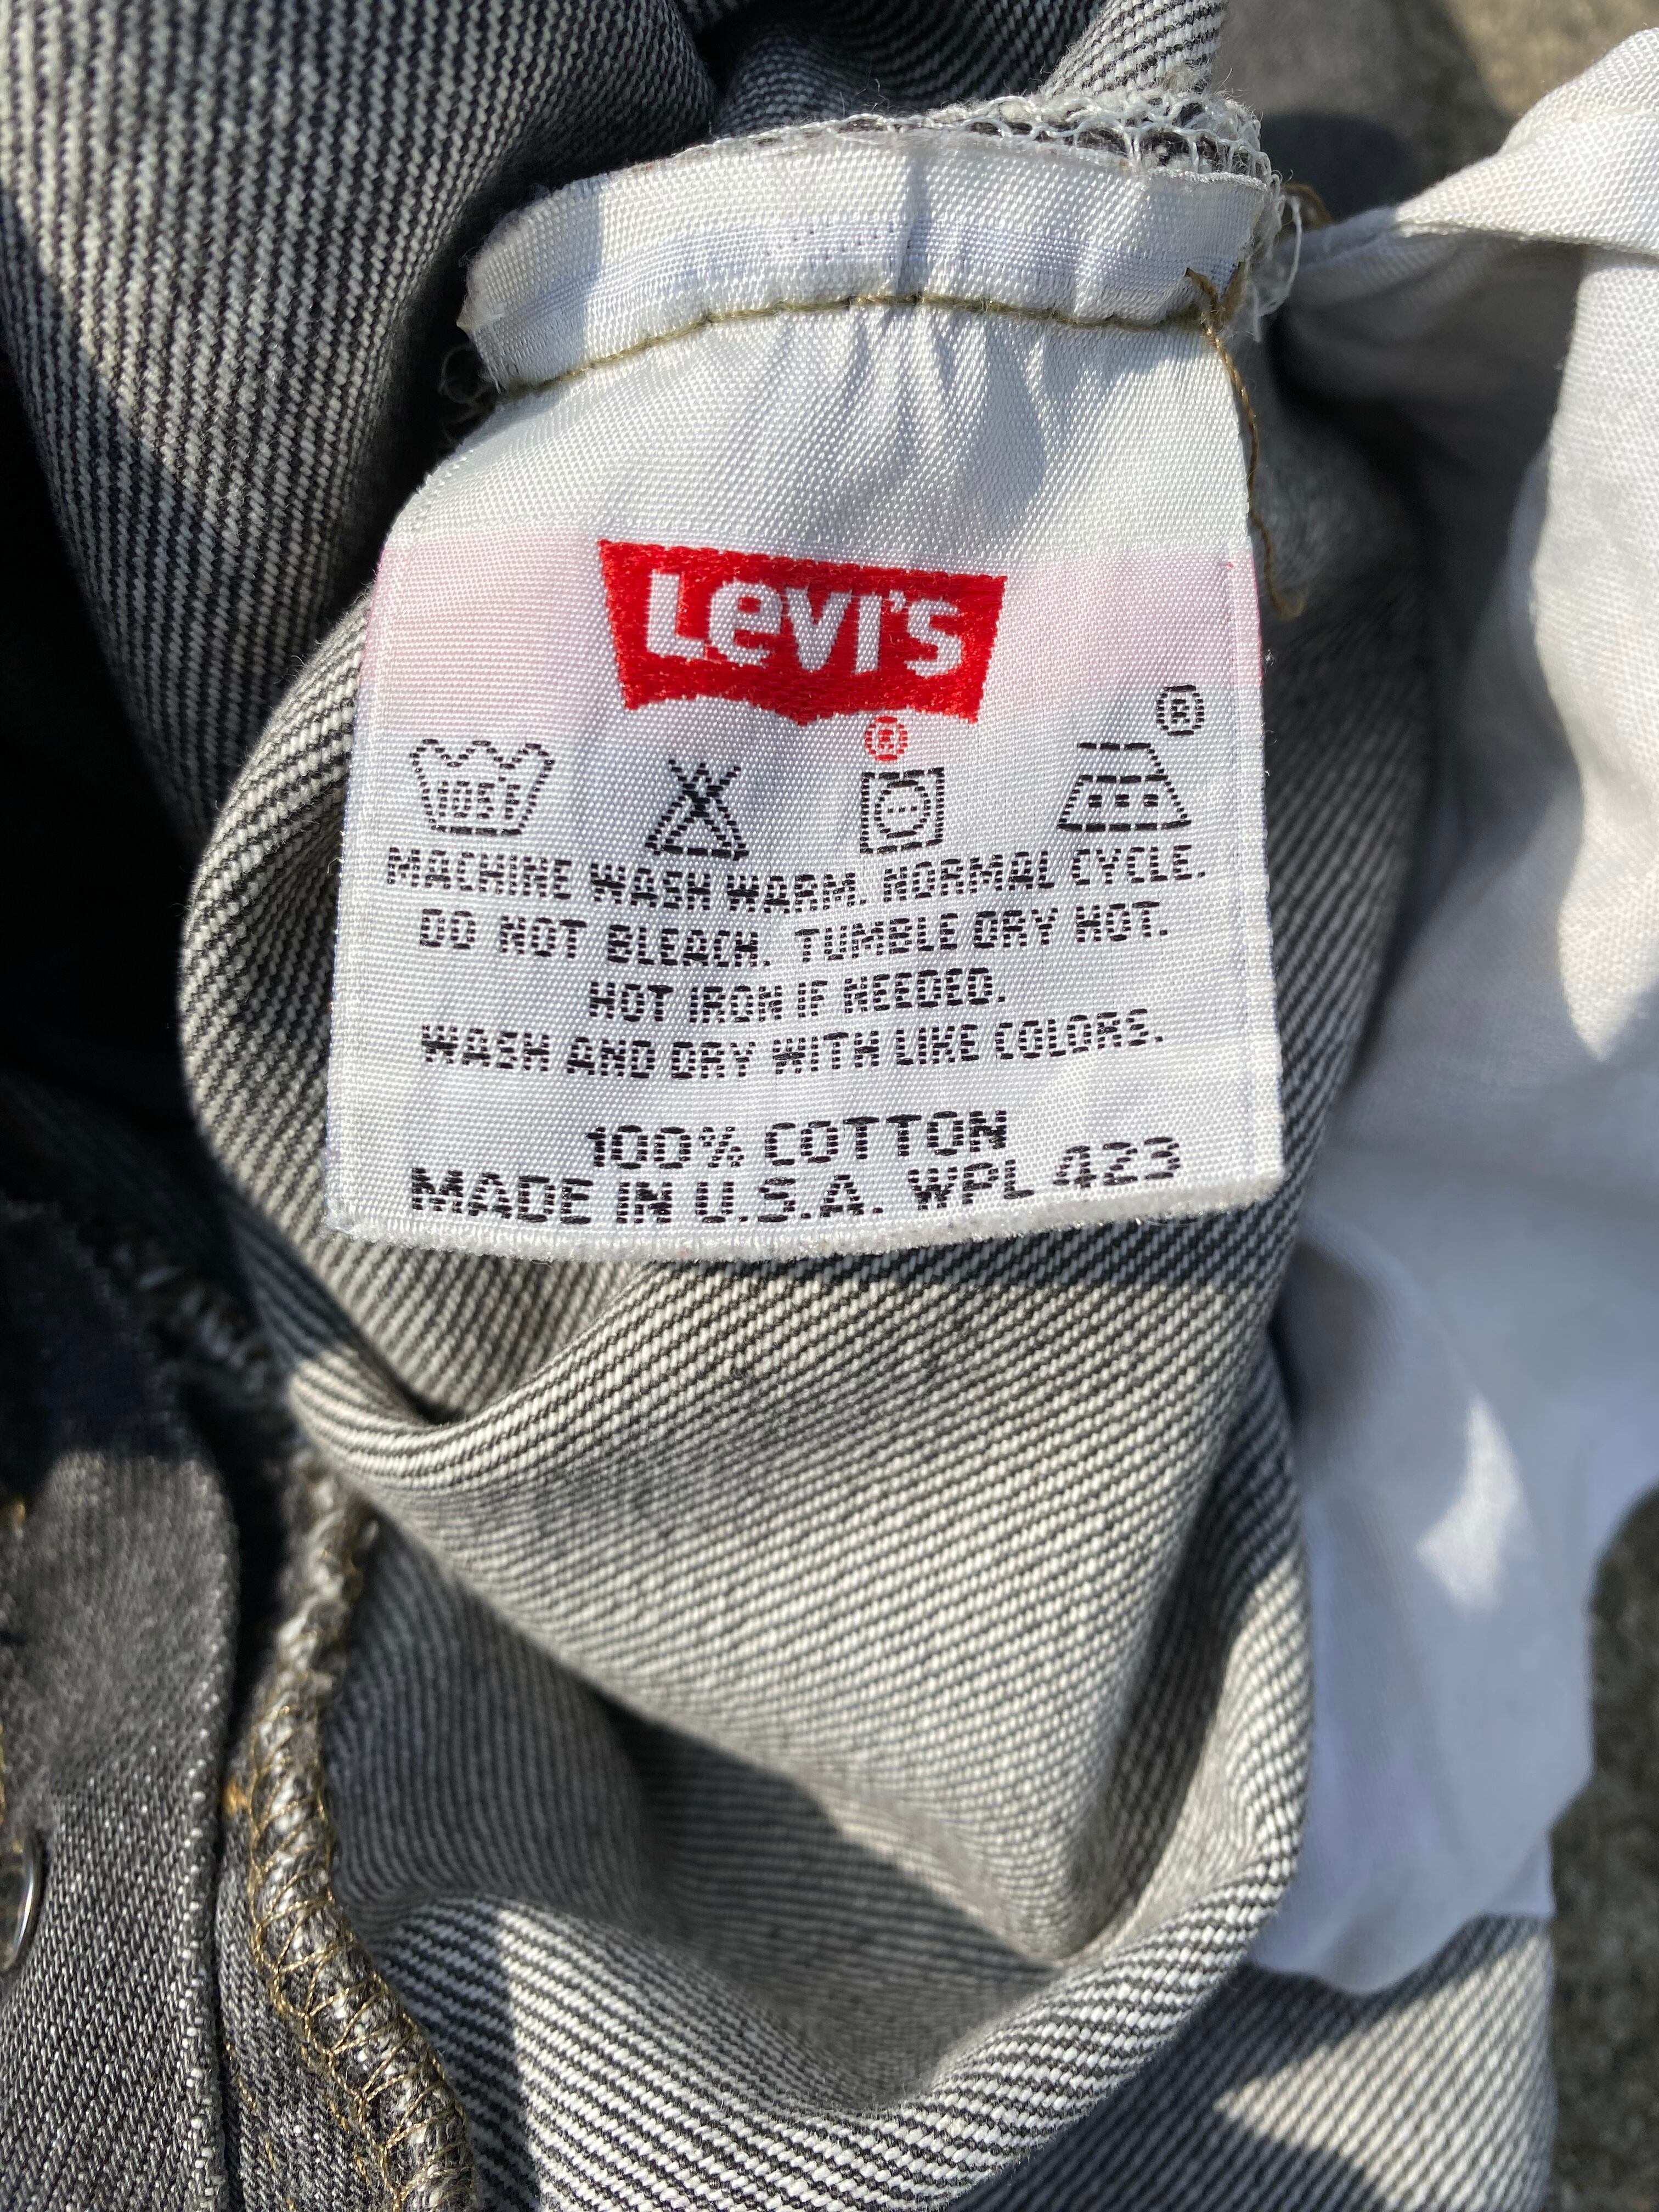 Levi's
®
®
105F
MACHINE WASH WARM. NORMAL CYCLE.
DO NOT BLEACH. TUMBLE DRY HOT.
HOT IRON IF NEEDED.
WASH AND DRY WITH LIKE COLORS.
100% COTTON
MADE IN U.S.A. WPL 423